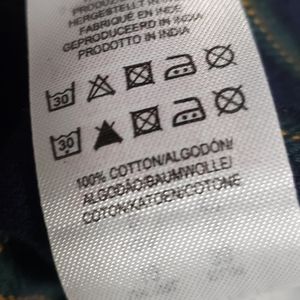 HERGESTELLT IN
FABRIQUÉ EN INDE
GEPRODUCEERD IN INDIA
PRODOTTO IN INDIA
30
30
100% COTTON/ALGODÓN/
ALGODÃO/BAUMWOLLE/
COTON/KATOEN/COTONE